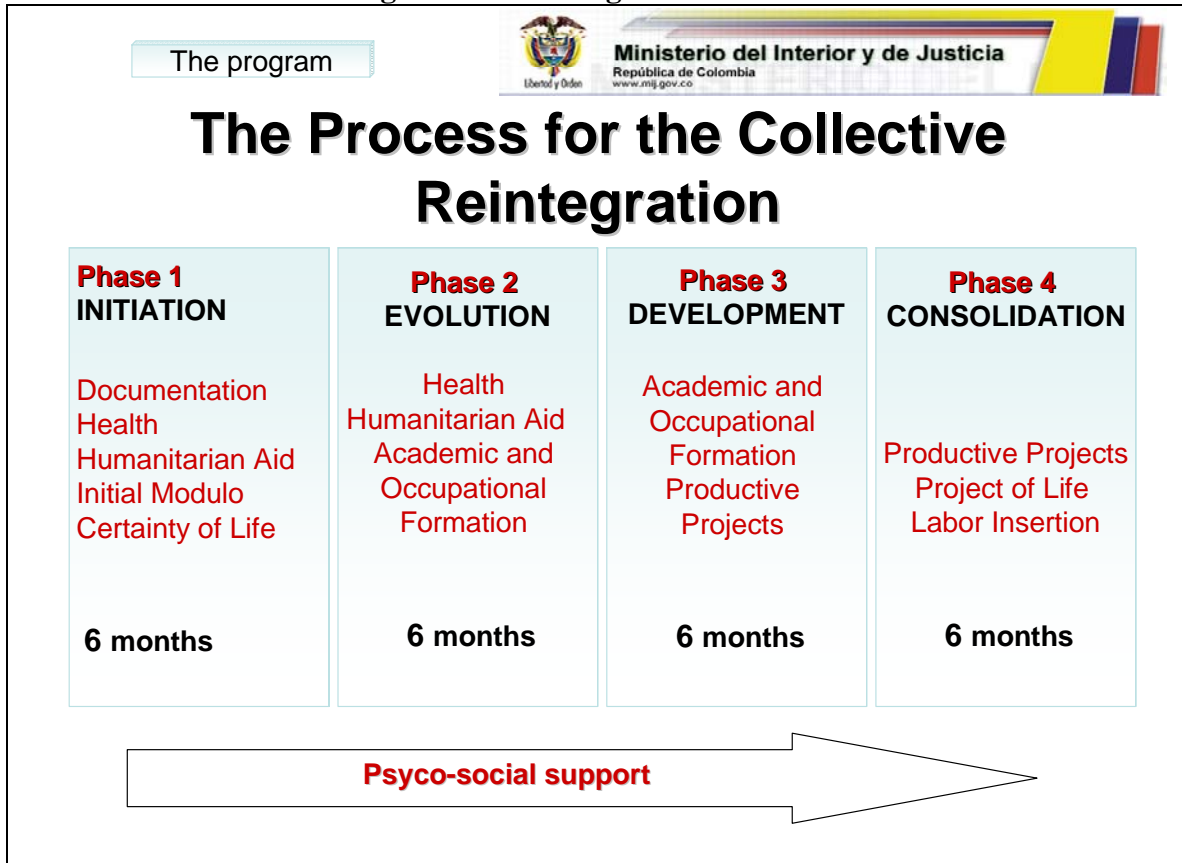 The program
Libertad y Orden
Ministerio del Interior y de Justicia
República de Colombia
www.mij.gov.co
The Process for the Collective
Reintegration
Phase 1
INITIATION
Documentation
Health
Humanitarian Aid
Initial Modulo
Certainty of Life
6 months
Phase 2
EVOLUTION
Health
Humanitarian Aid
Academic and
Occupational
Formation
6 months
Phase 3
DEVELOPMENT
Academic and
Occupational
Formation
Productive
Projects
6 months
Phase 4
CONSOLIDATION
Productive Projects
Project of Life
Labor Insertion
6 months
Psyco-social support